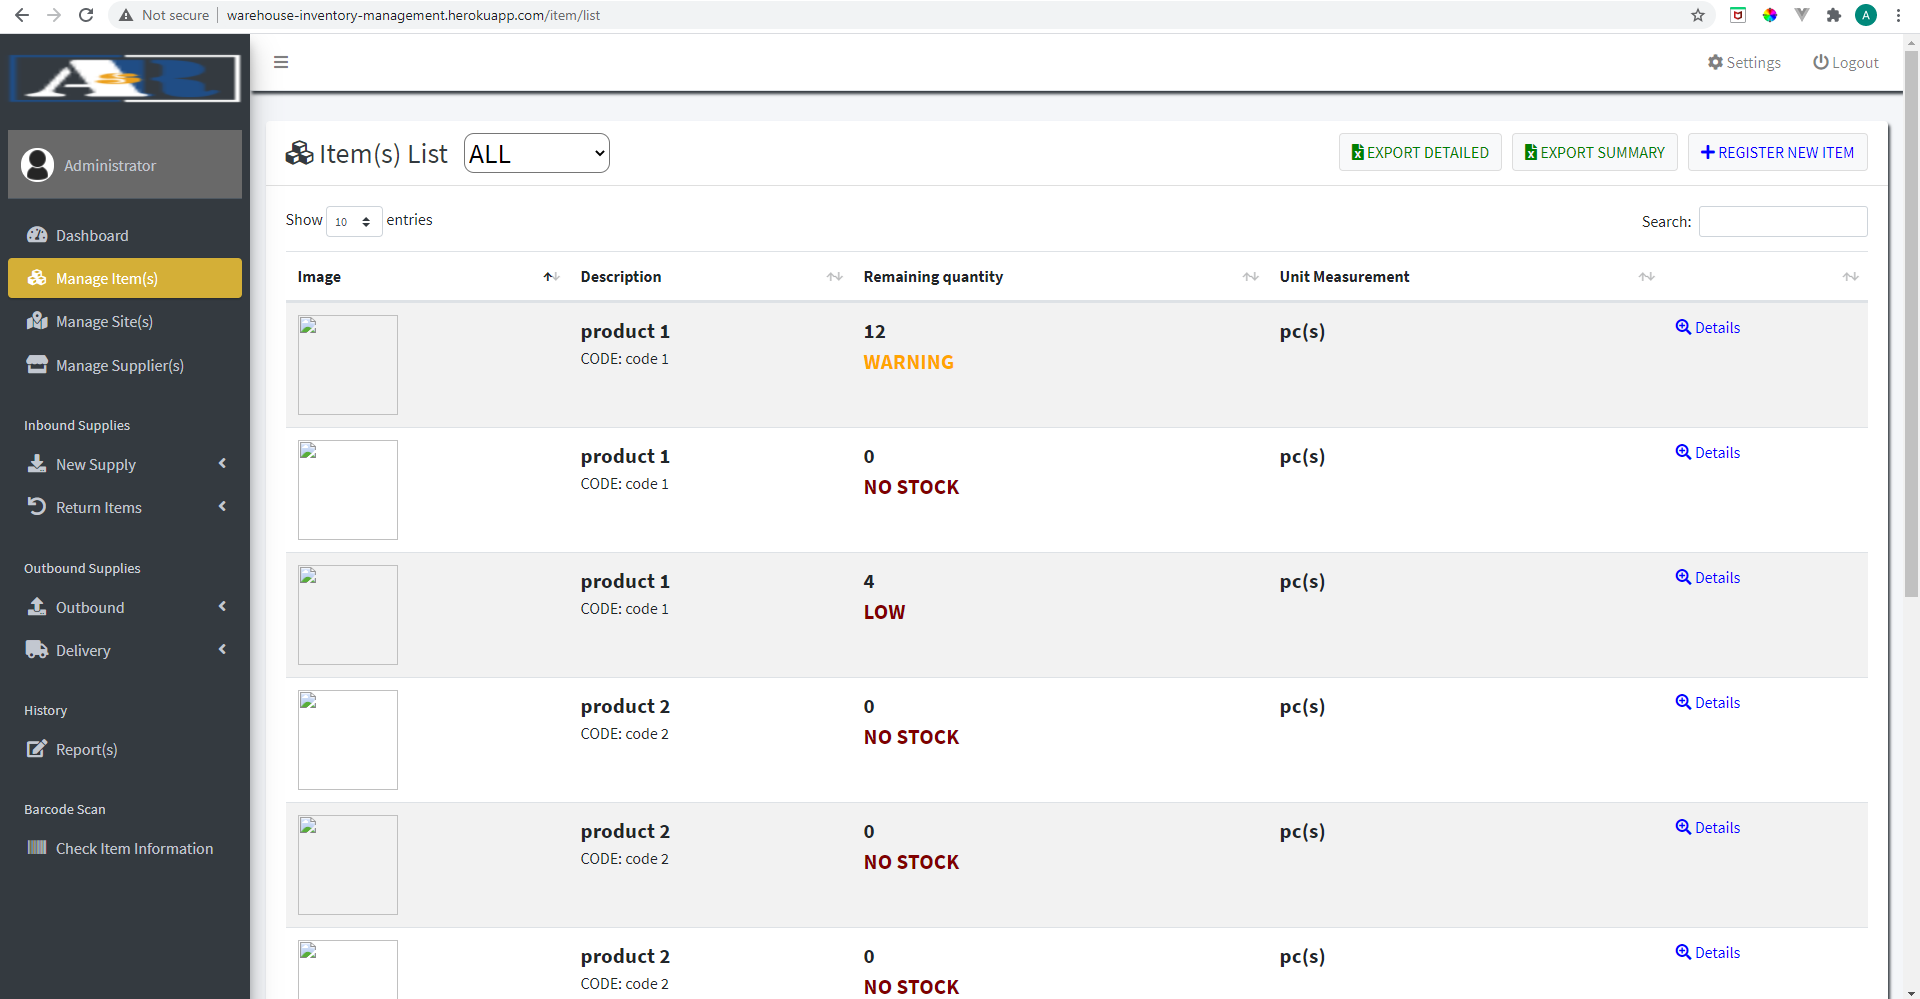 Not secure
warehouse-inventory-management.herokuapp.com/item/list
A
ASR
Settings
Logout
Administrator
Dashboard
Manage Item(s)
Manage Site(s)
Manage Supplier(s)
Inbound Supplies
New Supply
Return Items
Outbound Supplies
Outbound
Delivery
History
Report(s)
Barcode Scan
Check Item Information
Item(s) List
ALL
EXPORT DETAILED
EXPORT SUMMARY
REGISTER NEW ITEM
Show 10 entries
Search:
Image Description Remaining quantity Unit Measurement
product 1 12 pc(s) Details
CODE: code 1 WARNING
product 1 0 pc(s) Details
CODE: code 1 NO STOCK
product 1 4 pc(s) Details
CODE: code 1 LOW
product 2 0 pc(s) Details
CODE: code 2 NO STOCK
product 2 0 pc(s) Details
CODE: code 2 NO STOCK
product 2 0 pc(s) Details
CODE: code 2 NO STOCK